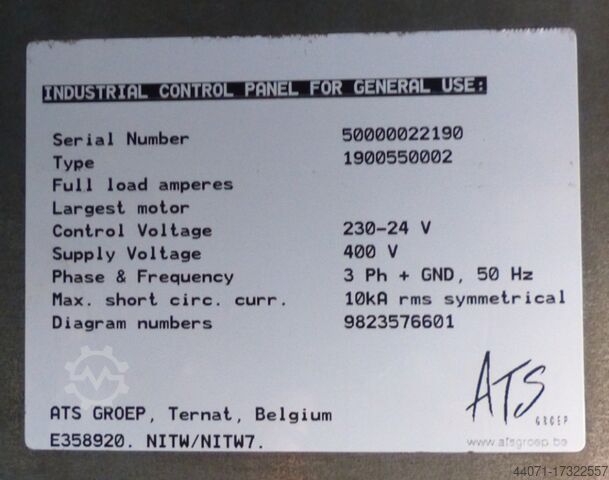 INDUSTRIAL CONTROL PANEL FOR GENERAL USE:
Serial Number 50000022190
Type 1900550002
Full load amperes
Largest motor
Control Voltage 230-24 V
Supply Voltage 400 V
Phase & Frequency 3 Ph + GND, 50 Hz
Max. short circ. curr. 10kA rms symmetrical
Diagram numbers 9823576601
ATS
GROEP
ATS GROEP, Ternat, Belgium
E358920. NITW/NITW7.
www.atsgroep.be
44071-17322557